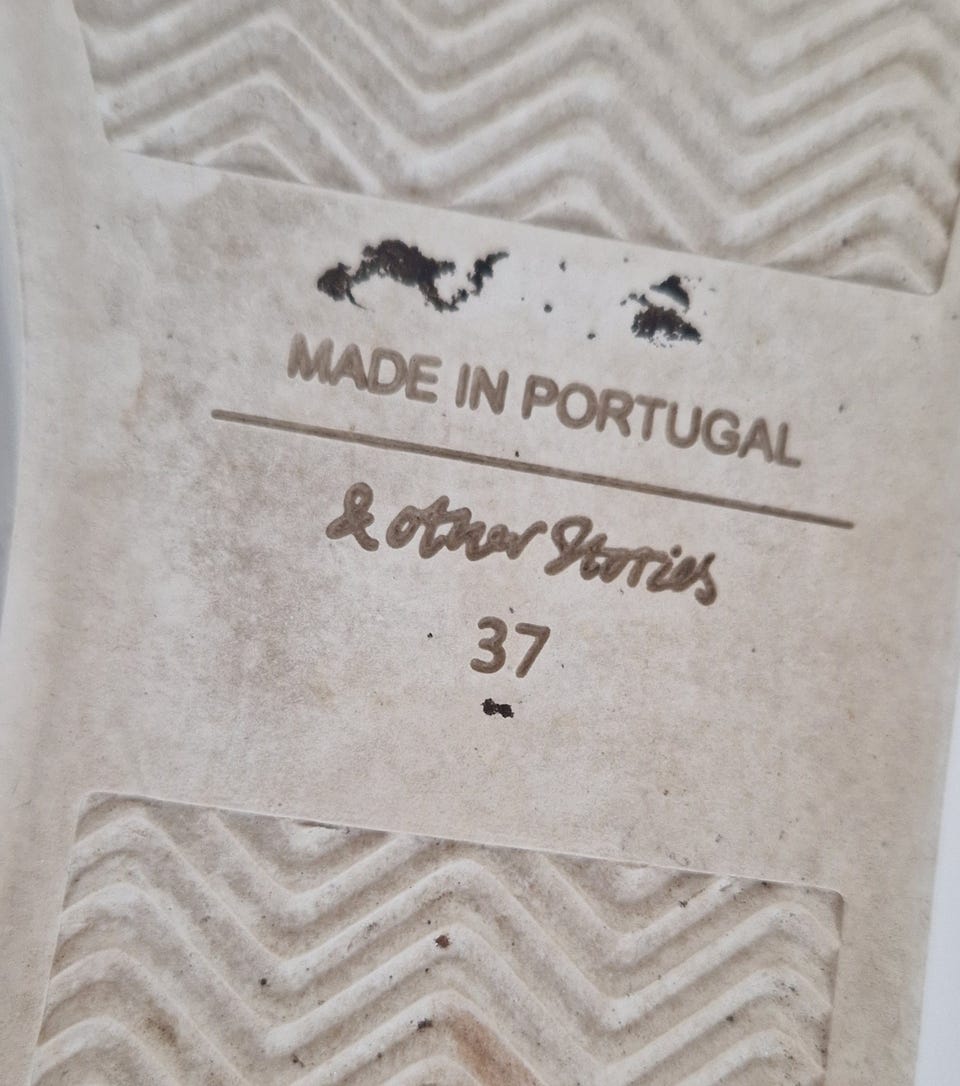 MADE IN PORTUGAL
& other Stories
37